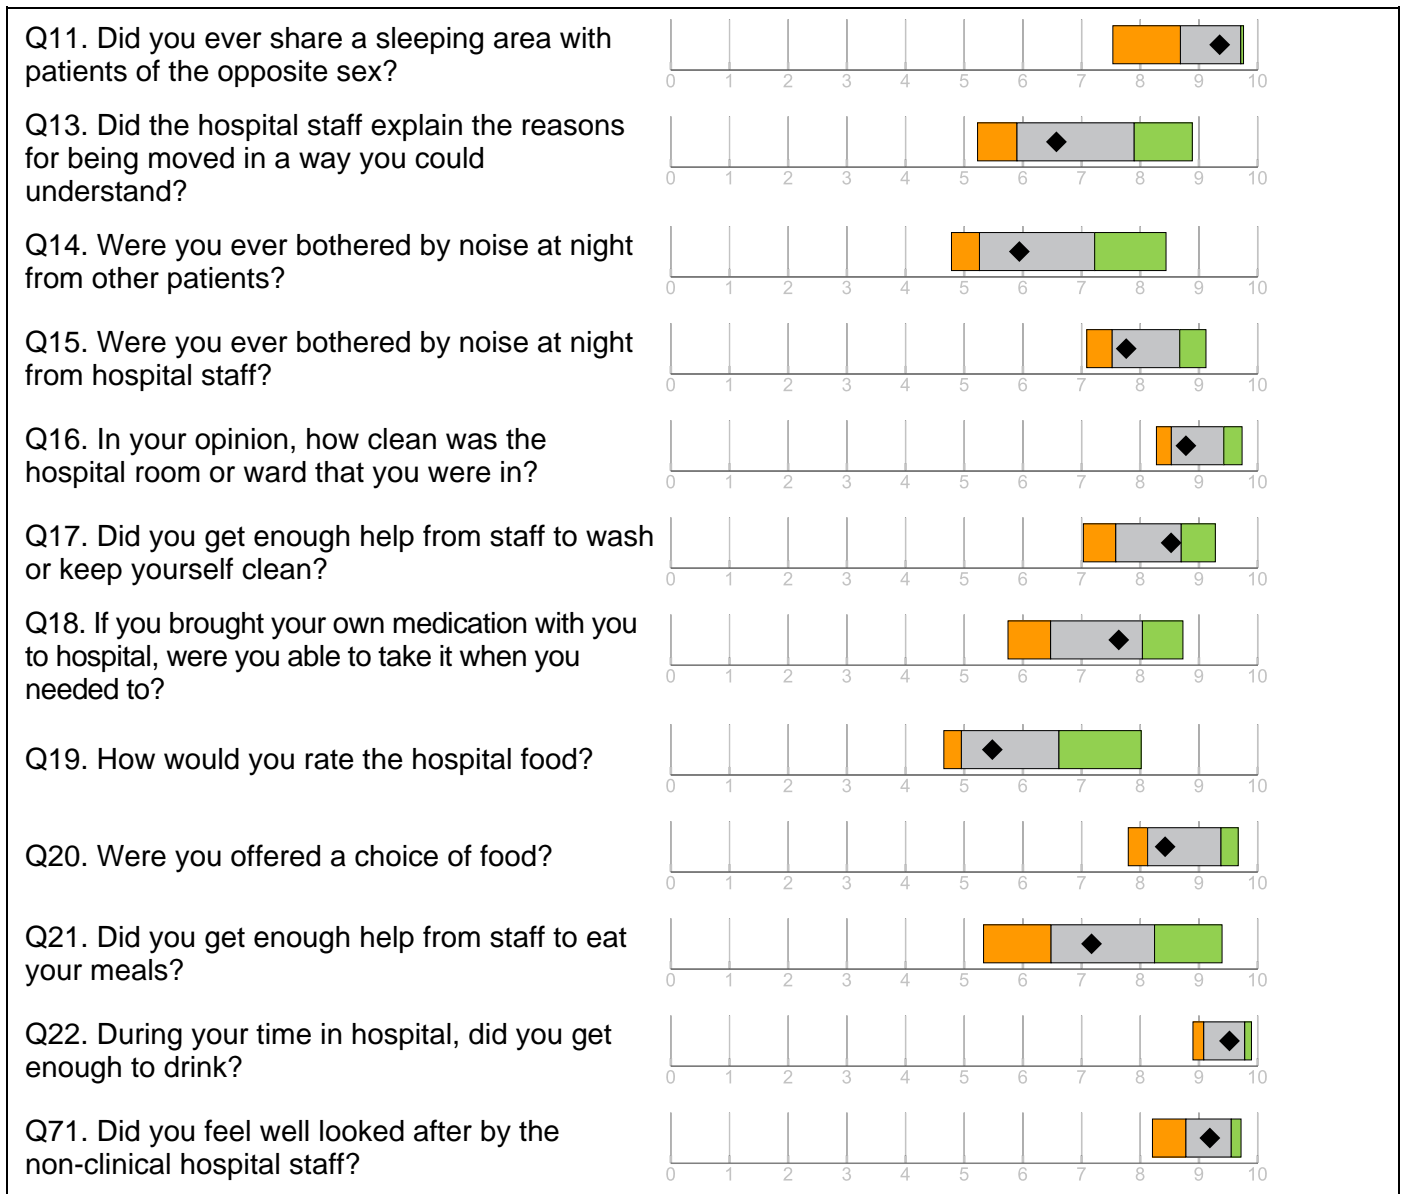 Q11. Did you ever share a sleeping area with
patients of the opposite sex?
0 1 2 3 4 5 6 7 8 9 10
Q13. Did the hospital staff explain the reasons
for being moved in a way you could
understand?
0 1 2 3 4 5 6 7 8 9 10
Q14. Were you ever bothered by noise at night
from other patients?
0 1 2 3 4 5 6 7 8 9 10
Q15. Were you ever bothered by noise at night
from hospital staff?
0 1 2 3 4 5 6 7 8 9 10
Q16. In your opinion, how clean was the
hospital room or ward that you were in?
0 1 2 3 4 5 6 7 8 9 10
Q17. Did you get enough help from staff to wash
or keep yourself clean?
0 1 2 3 4 5 6 7 8 9 10
Q18. If you brought your own medication with you
to hospital, were you able to take it when you
needed to?
0 1 2 3 4 5 6 7 8 9 10
Q19. How would you rate the hospital food?
0 1 2 3 4 5 6 7 8 9 10
Q20. Were you offered a choice of food?
0 1 2 3 4 5 6 7 8 9 10
Q21. Did you get enough help from staff to eat
your meals?
0 1 2 3 4 5 6 7 8 9 10
Q22. During your time in hospital, did you get
enough to drink?
0 1 2 3 4 5 6 7 8 9 10
Q71. Did you feel well looked after by the
non-clinical hospital staff?
0 1 2 3 4 5 6 7 8 9 10